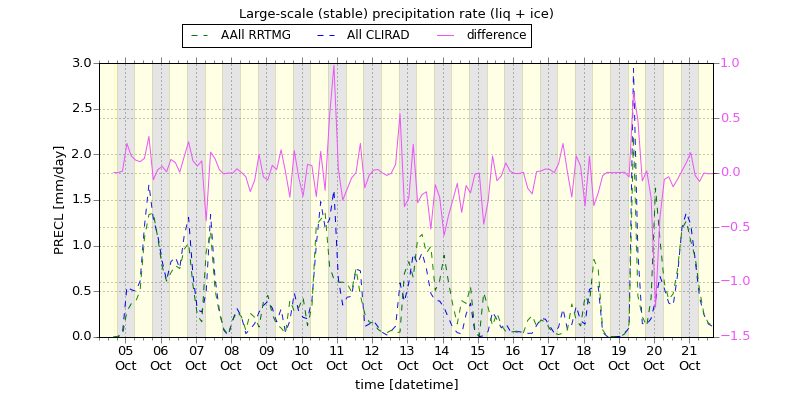 Large-scale (stable) precipitation rate (liq + ice)
AAll RRTMG All CLIRAD difference
3.0 2.5 2.0 1.5 1.0 0.5 0.0
PRECL [mm/day]
1.0 0.5 0.0 −0.5 −1.0 −1.5
05 06 07 08 09 10 11 12 13 14 15 16 17 18 19 20 21
Oct Oct Oct Oct Oct Oct Oct Oct Oct Oct Oct Oct Oct Oct Oct Oct Oct
time [datetime]